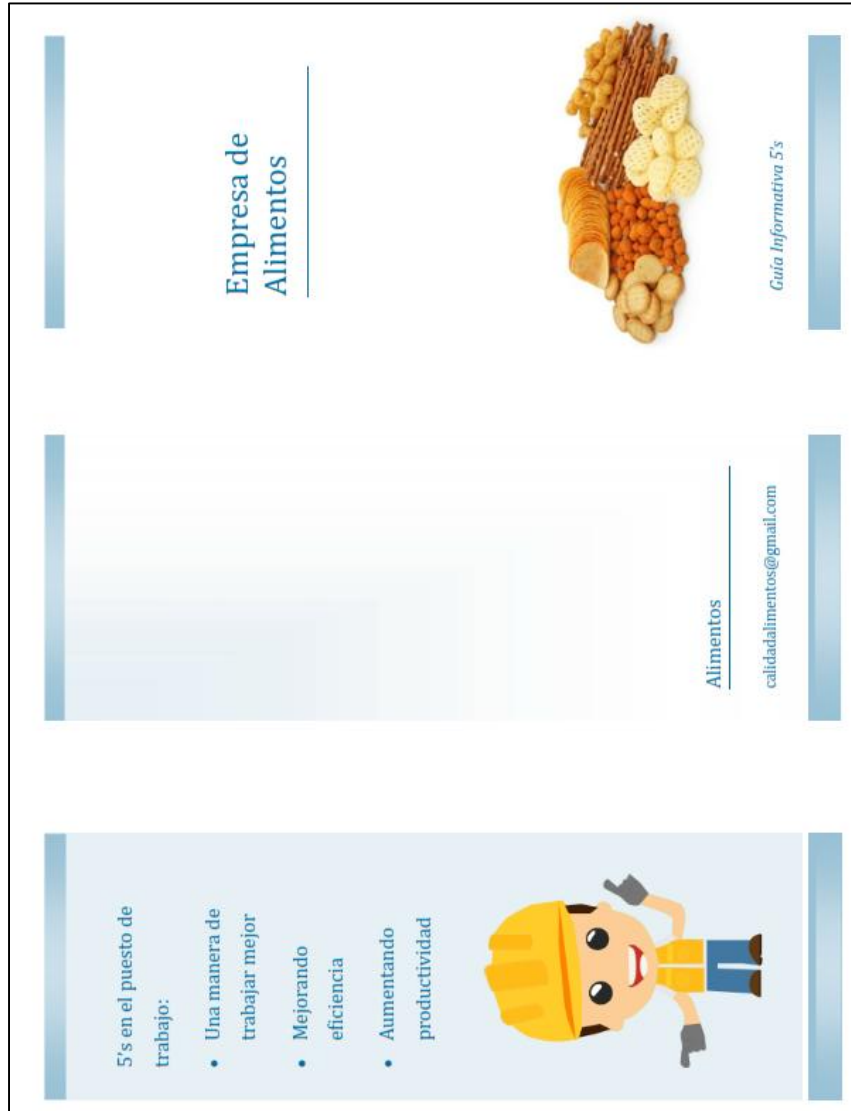 5's en el puesto de
trabajo:
• Una manera de
trabajar mejor
• Mejorando
eficiencia
• Aumentando
productividad
Alimentos
calidadalimentos@gmail.com
Empresa de
Alimentos
Guía Informativa 5's